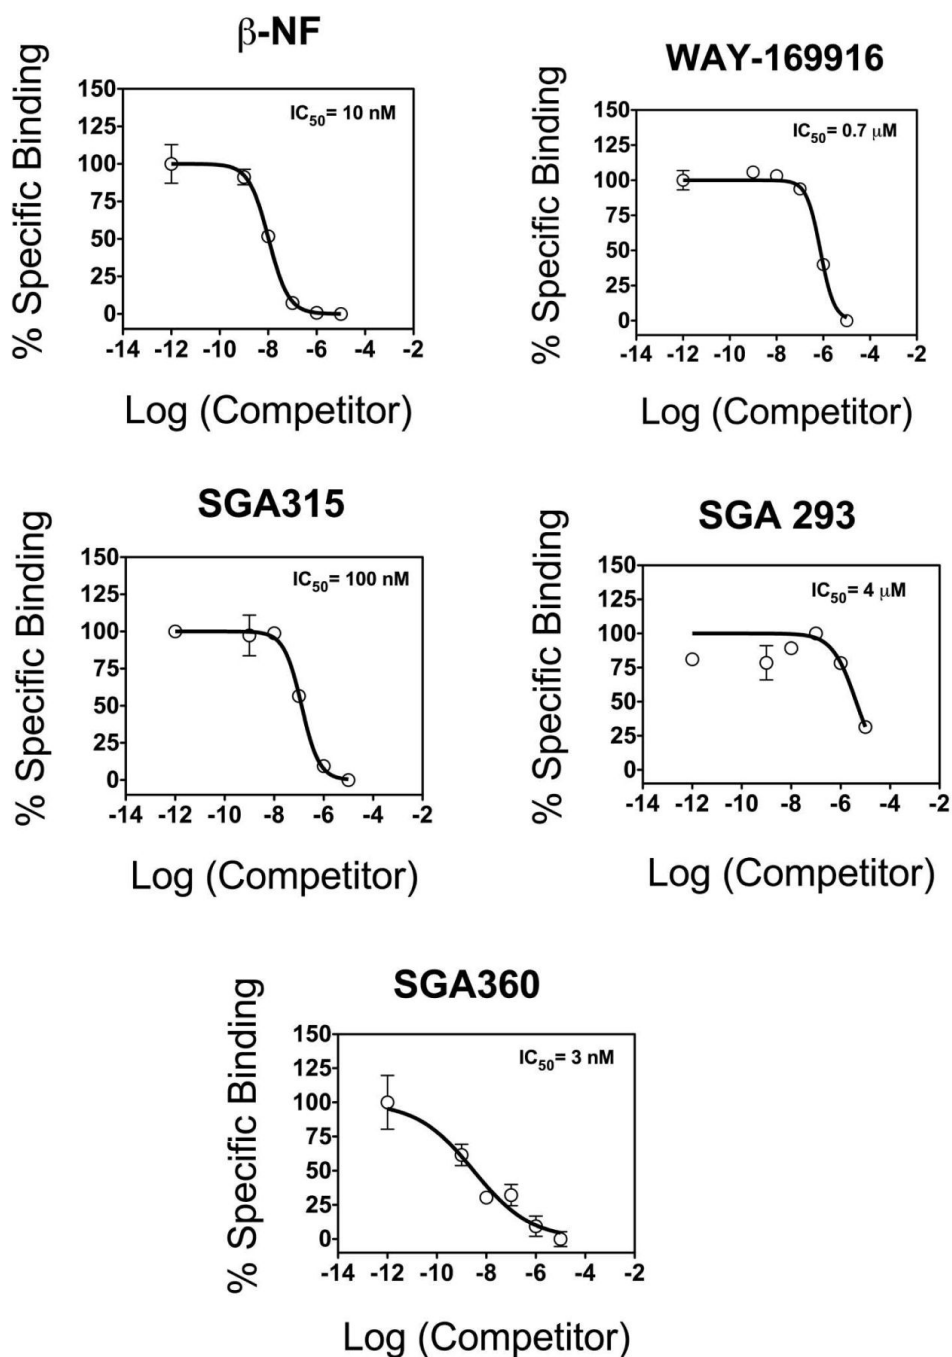 β-NF
% Specific Binding
IC50= 10 nM
150
125
100
75
50
25
0
-14 -12 -10 -8 -6 -4 -2
Log (Competitor)
WAY-169916
% Specific Binding
IC50= 0.7 μM
150
125
100
75
50
25
0
-14 -12 -10 -8 -6 -4 -2
Log (Competitor)
SGA315
% Specific Binding
IC50= 100 nM
150
125
100
75
50
25
0
-14 -12 -10 -8 -6 -4 -2
Log (Competitor)
SGA 293
% Specific Binding
IC50= 4 μM
150
125
100
75
50
25
0
-14 -12 -10 -8 -6 -4 -2
Log (Competitor)
SGA360
% Specific Binding
IC50= 3 nM
150
125
100
75
50
25
0
-14 -12 -10 -8 -6 -4 -2
Log (Competitor)